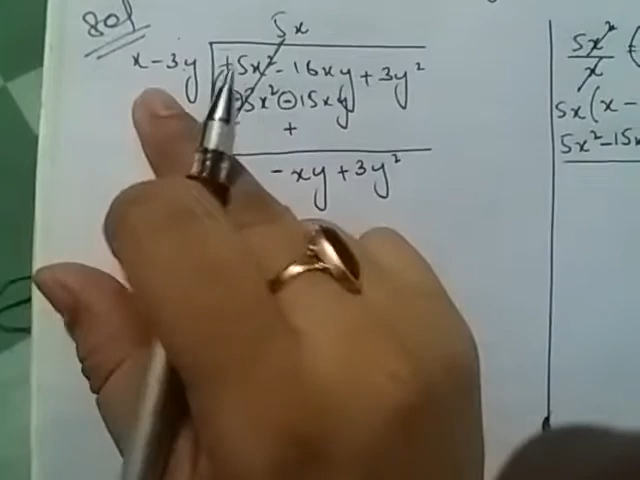 Sol
5x
x - 3y ) +5x² - 16xy + 3y²
5x² - 15xy
+
- xy + 3y²
5x²
x
5x(x -
5x² - 15x